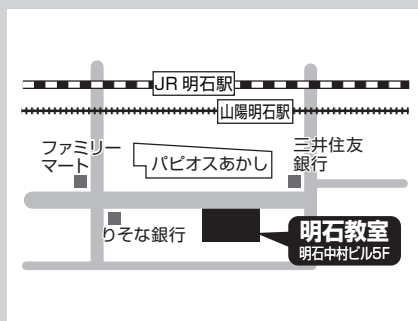 JR 明石駅
山陽明石駅
ファミリー
マート
パピオスあかし
三井住友
銀行
りそな銀行
明石教室
明石中村ビル5F